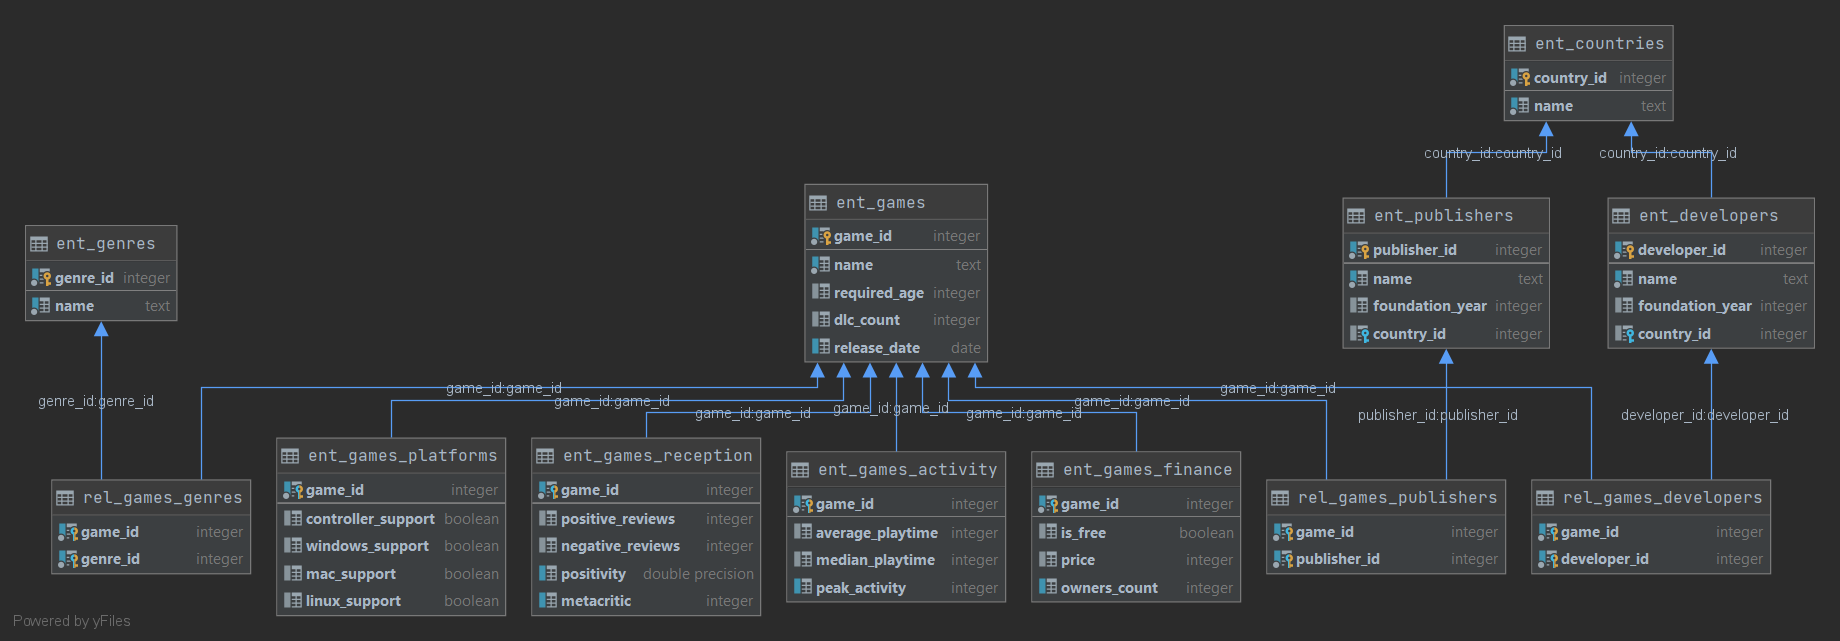 ent_countries
country_id integer
name text
country_id:country_id
country_id:country_id
ent_games
game_id integer
name text
required_age integer
dlc_count integer
release_date date
ent_publishers
publisher_id integer
name text
foundation_year integer
country_id integer
ent_developers
developer_id integer
name text
foundation_year integer
country_id integer
ent_genres
genre_id integer
name text
genre_id:genre_id
game_id:game_id
game_id:game_id
game_id:game_id
game_id:game_id
game_id:game_id
game_id:game_id
game_id:game_id
publisher_id:publisher_id
developer_id:developer_id
rel_games_genres
game_id integer
genre_id integer
ent_games_platforms
game_id integer
controller_support boolean
windows_support boolean
mac_support boolean
linux_support boolean
ent_games_reception
game_id integer
positive_reviews integer
negative_reviews integer
positivity double precision
metacritic integer
ent_games_activity
game_id integer
average_playtime integer
median_playtime integer
peak_activity integer
ent_games_finance
game_id integer
is_free boolean
price integer
owners_count integer
rel_games_publishers
game_id integer
publisher_id integer
rel_games_developers
game_id integer
developer_id integer
Powered by yFiles